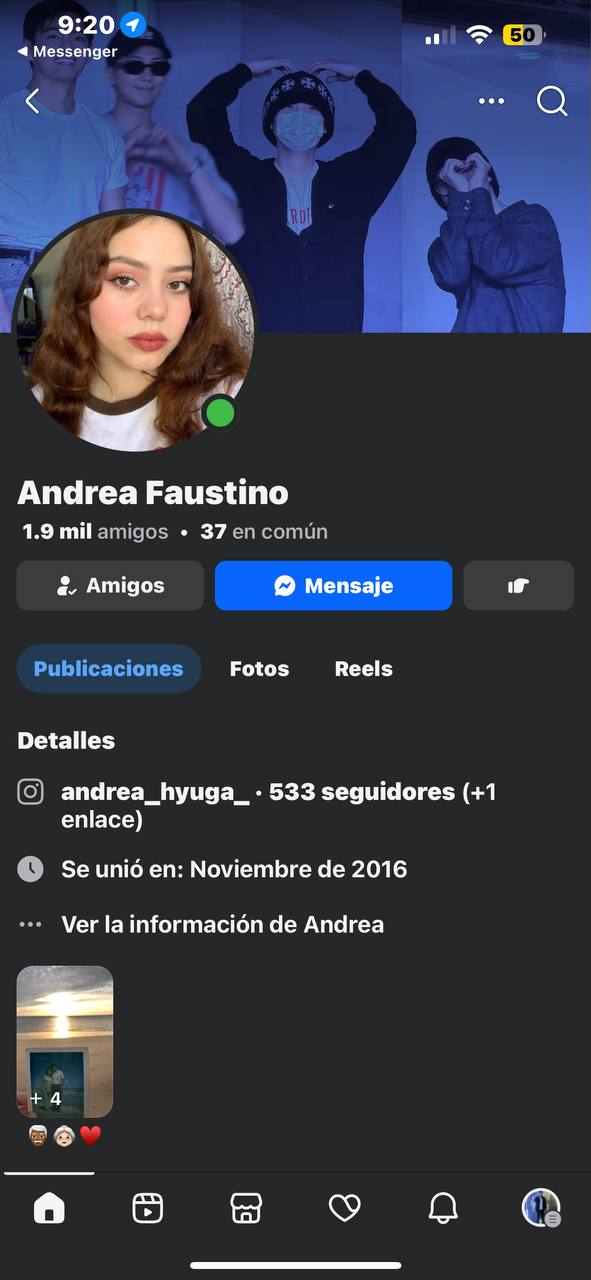 9:20
50
◀ Messenger
Andrea Faustino
1.9 mil amigos • 37 en común
Amigos
Mensaje
Publicaciones
Fotos
Reels
Detalles
andrea_hyuga_ · 533 seguidores (+1
enlace)
Se unió en: Noviembre de 2016
Ver la información de Andrea
+ 4